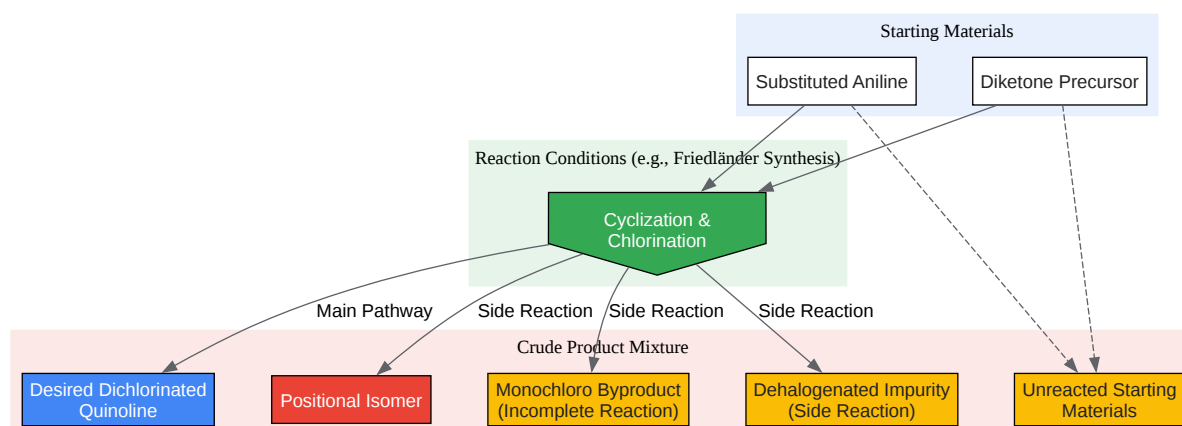 Starting Materials
Substituted Aniline
Diketone Precursor
Reaction Conditions (e.g., Friedländer Synthesis)
Cyclization &
Chlorination
Main Pathway
Side Reaction
Side Reaction
Side Reaction
Crude Product Mixture
Desired Dichlorinated
Quinoline
Positional Isomer
Monochloro Byproduct
(Incomplete Reaction)
Dehalogenated Impurity
(Side Reaction)
Unreacted Starting
Materials